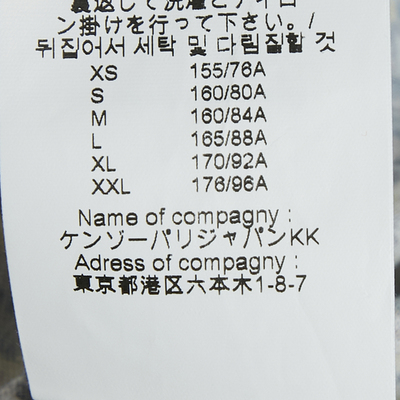 裏返して洗濯とアイロ
ン掛けを行って下さい。/
뒤집어서 세탁 및 다림질할 것
XS 155/76A
S 160/80A
M 160/84A
L 165/88A
XL 170/92A
XXL 176/96A
Name of compagny :
ケンゾーパリジャパンKK
Adress of compagny :
東京都港区六本木1-8-7